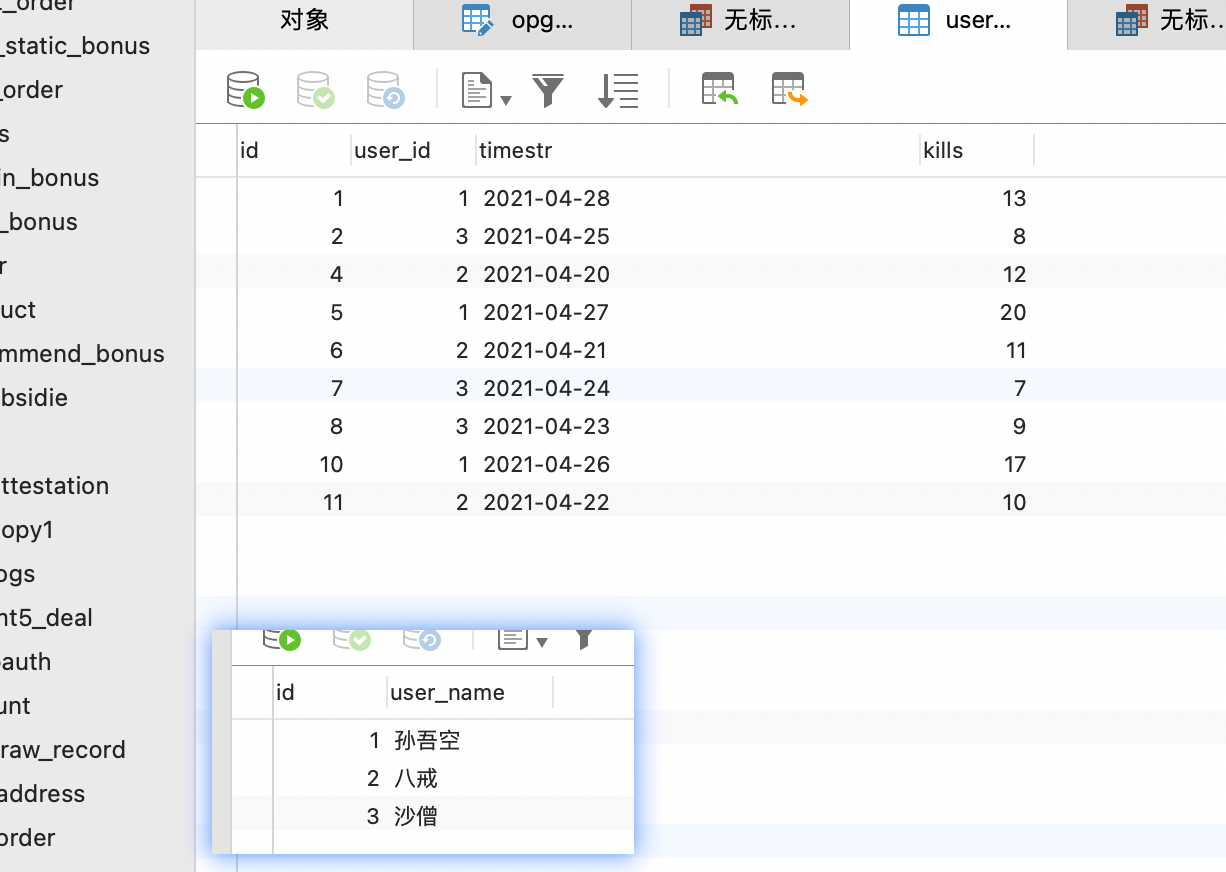 _order
_static_bonus
_order
s
in_bonus
_bonus
r
uct
mmend_bonus
bsidie
ttestation
opy1
ogs
nt5_deal
auth
unt
raw_record
address
order
对象 opg... 无标... user... 无标...
id user_id timestr kills
1 1 2021-04-28 13
2 3 2021-04-25 8
4 2 2021-04-20 12
5 1 2021-04-27 20
6 2 2021-04-21 11
7 3 2021-04-24 7
8 3 2021-04-23 9
10 1 2021-04-26 17
11 2 2021-04-22 10
id user_name
1 孙吾空
2 八戒
3 沙僧